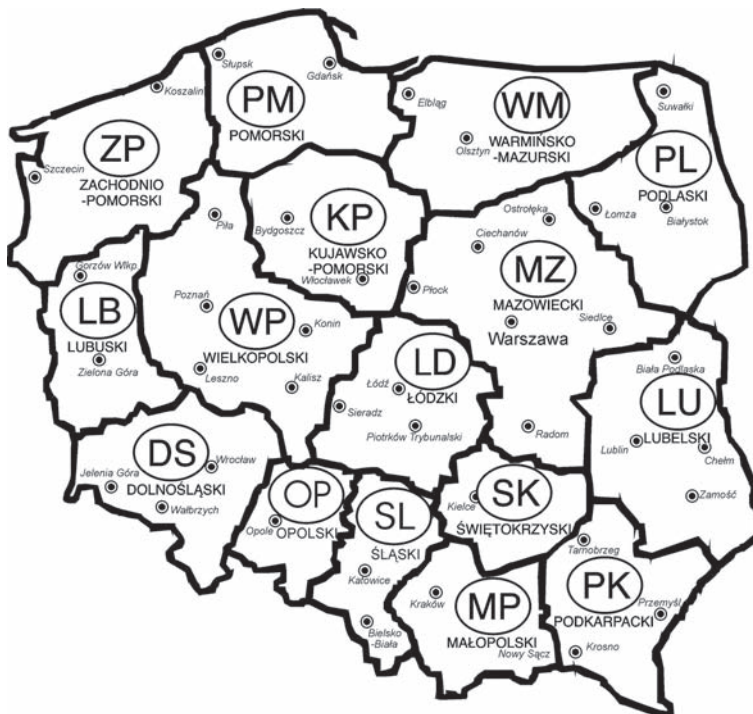 Słupsk
Gdańsk
Koszalin
PM
POMORSKI
Elbląg
Olsztyn
WM
WARMIŃSKO
-MAZURSKI
Suwałki
PL
PODLASKI
Łomza
Białystok
ZP
ZACHODNIO
-POMORSKI
Szczecin
Piła
Bydgoszcz
KP
KUJAWSKO
-POMORSKI
Włocławek
Ostrołęka
Ciechanów
MZ
MAZOWIECKI
Płock
Warszawa
Siedlce
Radom
Gorzów Wlkp.
LB
LUBUSKI
Zielona Góra
Poznań
WP
WIELKOPOLSKI
Konin
Leszno
Kalisz
LD
ŁÓDZKI
Łódź
Sieradz
Piotrków Trybunalski
Biała Podlaska
LU
LUBELSKI
Lublin
Chełm
Zamość
DS
DOLNOŚLĄSKI
Wrocław
Jelenia Góra
Wałbrzych
OP
OPOLSKI
Opole
SL
ŚLĄSKI
Katowice
Bielsko
-Biała
SK
ŚWIĘTOKRZYSKI
Kielce
MP
MAŁOPOLSKI
Kraków
Nowy Sącz
Tarnobrzeg
PK
PODKARPACKI
Przemyśl
Krosno